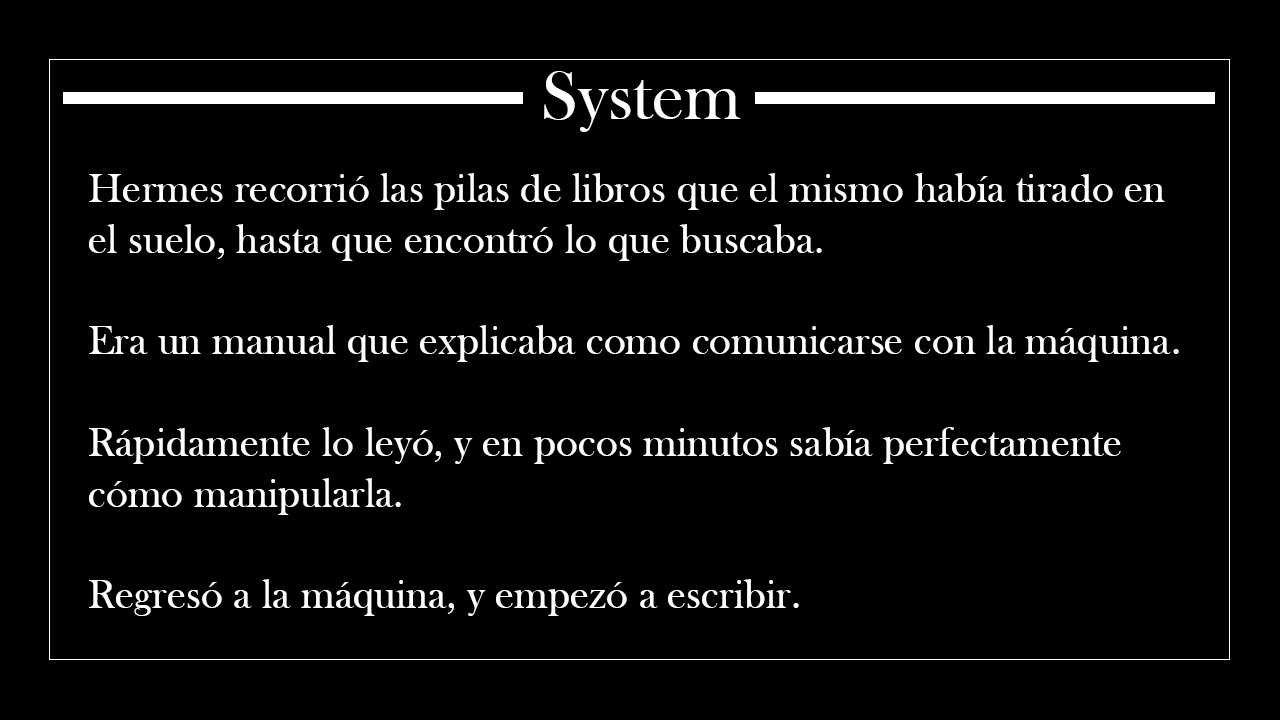 System
Hermes recorrió las pilas de libros que el mismo había tirado en
el suelo, hasta que encontró lo que buscaba.
Era un manual que explicaba como comunicarse con la máquina.
Rápidamente lo leyó, y en pocos minutos sabía perfectamente
cómo manipularla.
Regresó a la máquina, y empezó a escribir.